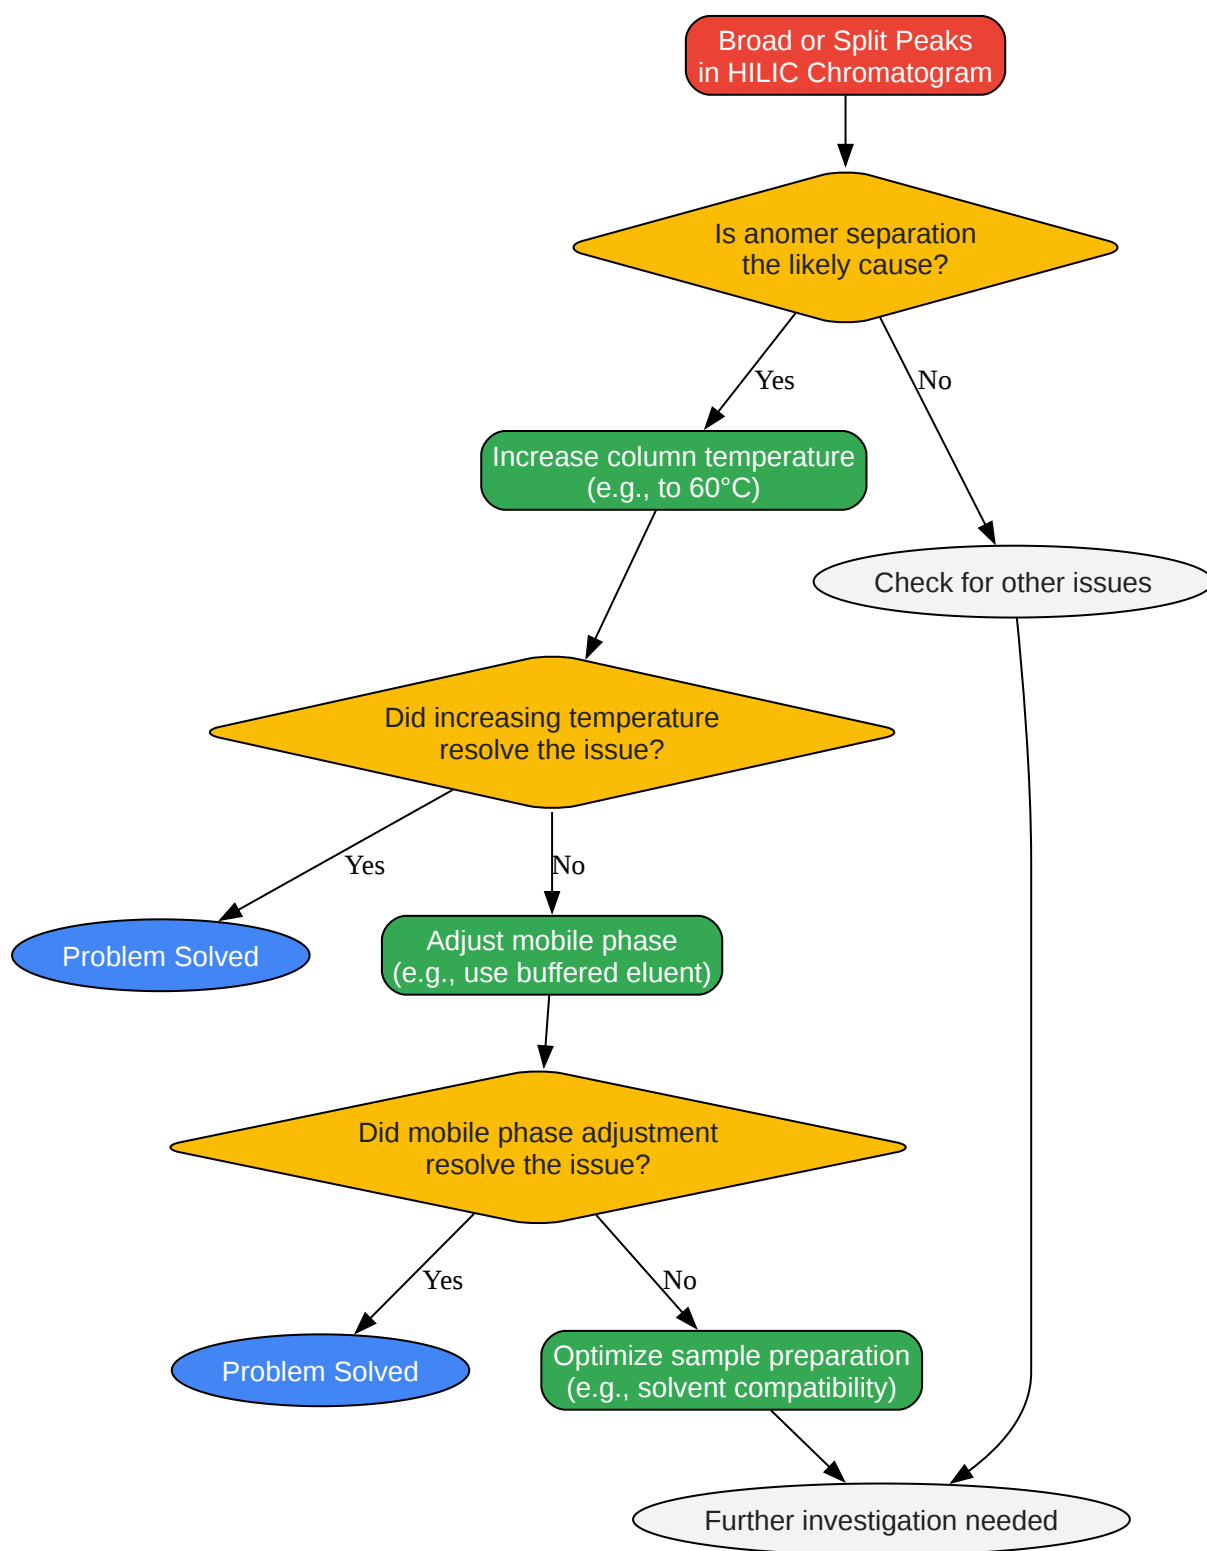 Broad or Split Peaks
in HILIC Chromatogram
Is anomer separation
the likely cause?
Yes
No
Increase column temperature
(e.g., to 60°C)
Check for other issues
Did increasing temperature
resolve the issue?
Yes
No
Problem Solved
Adjust mobile phase
(e.g., use buffered eluent)
Did mobile phase adjustment
resolve the issue?
Yes
No
Problem Solved
Optimize sample preparation
(e.g., solvent compatibility)
Further investigation needed